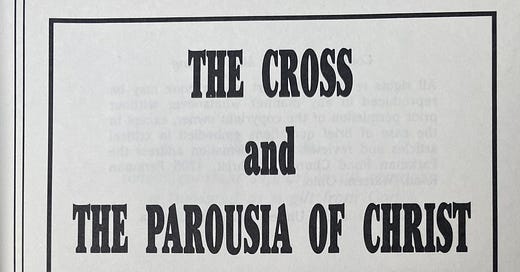 THE CROSS
and
THE PAROUSIA OF CHRIST